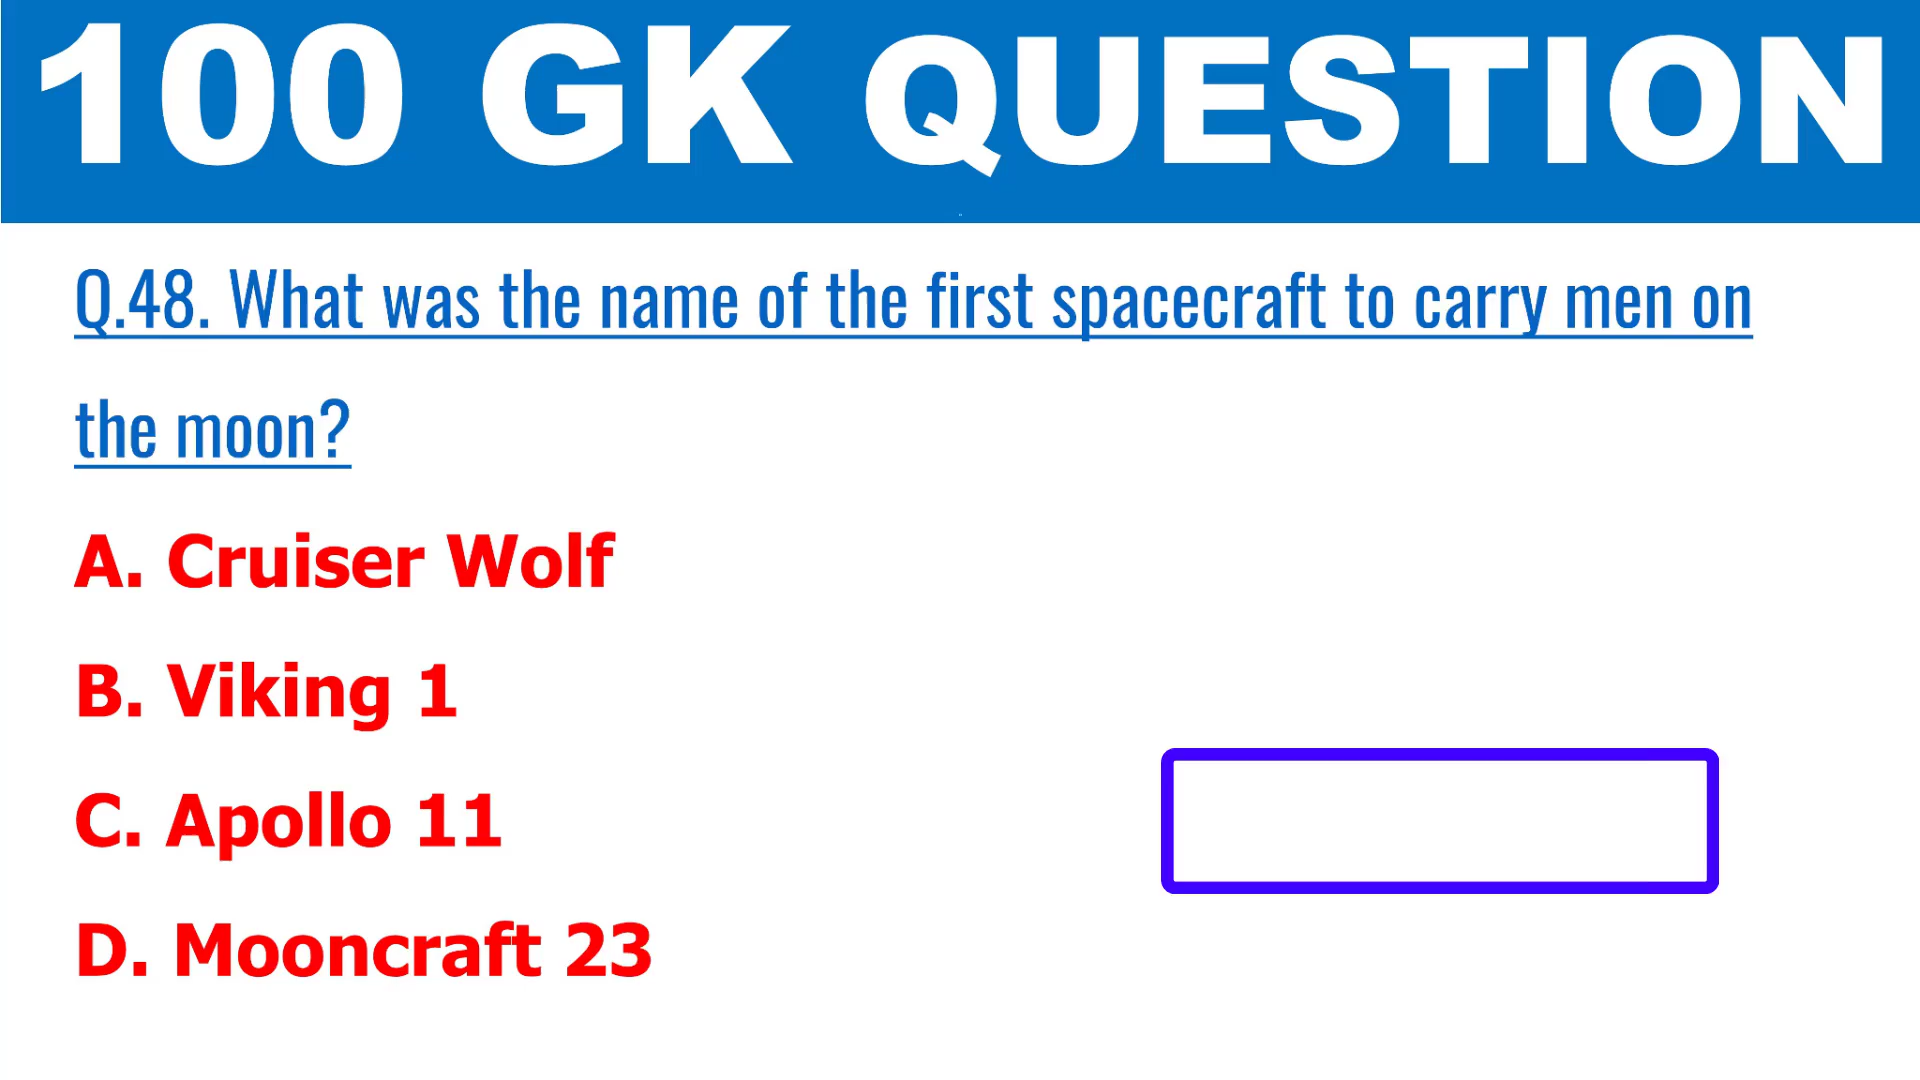 100 GK QUESTION
Q.48. What was the name of the first spacecraft to carry men on
the moon?
A. Cruiser Wolf
B. Viking 1
C. Apollo 11
D. Mooncraft 23